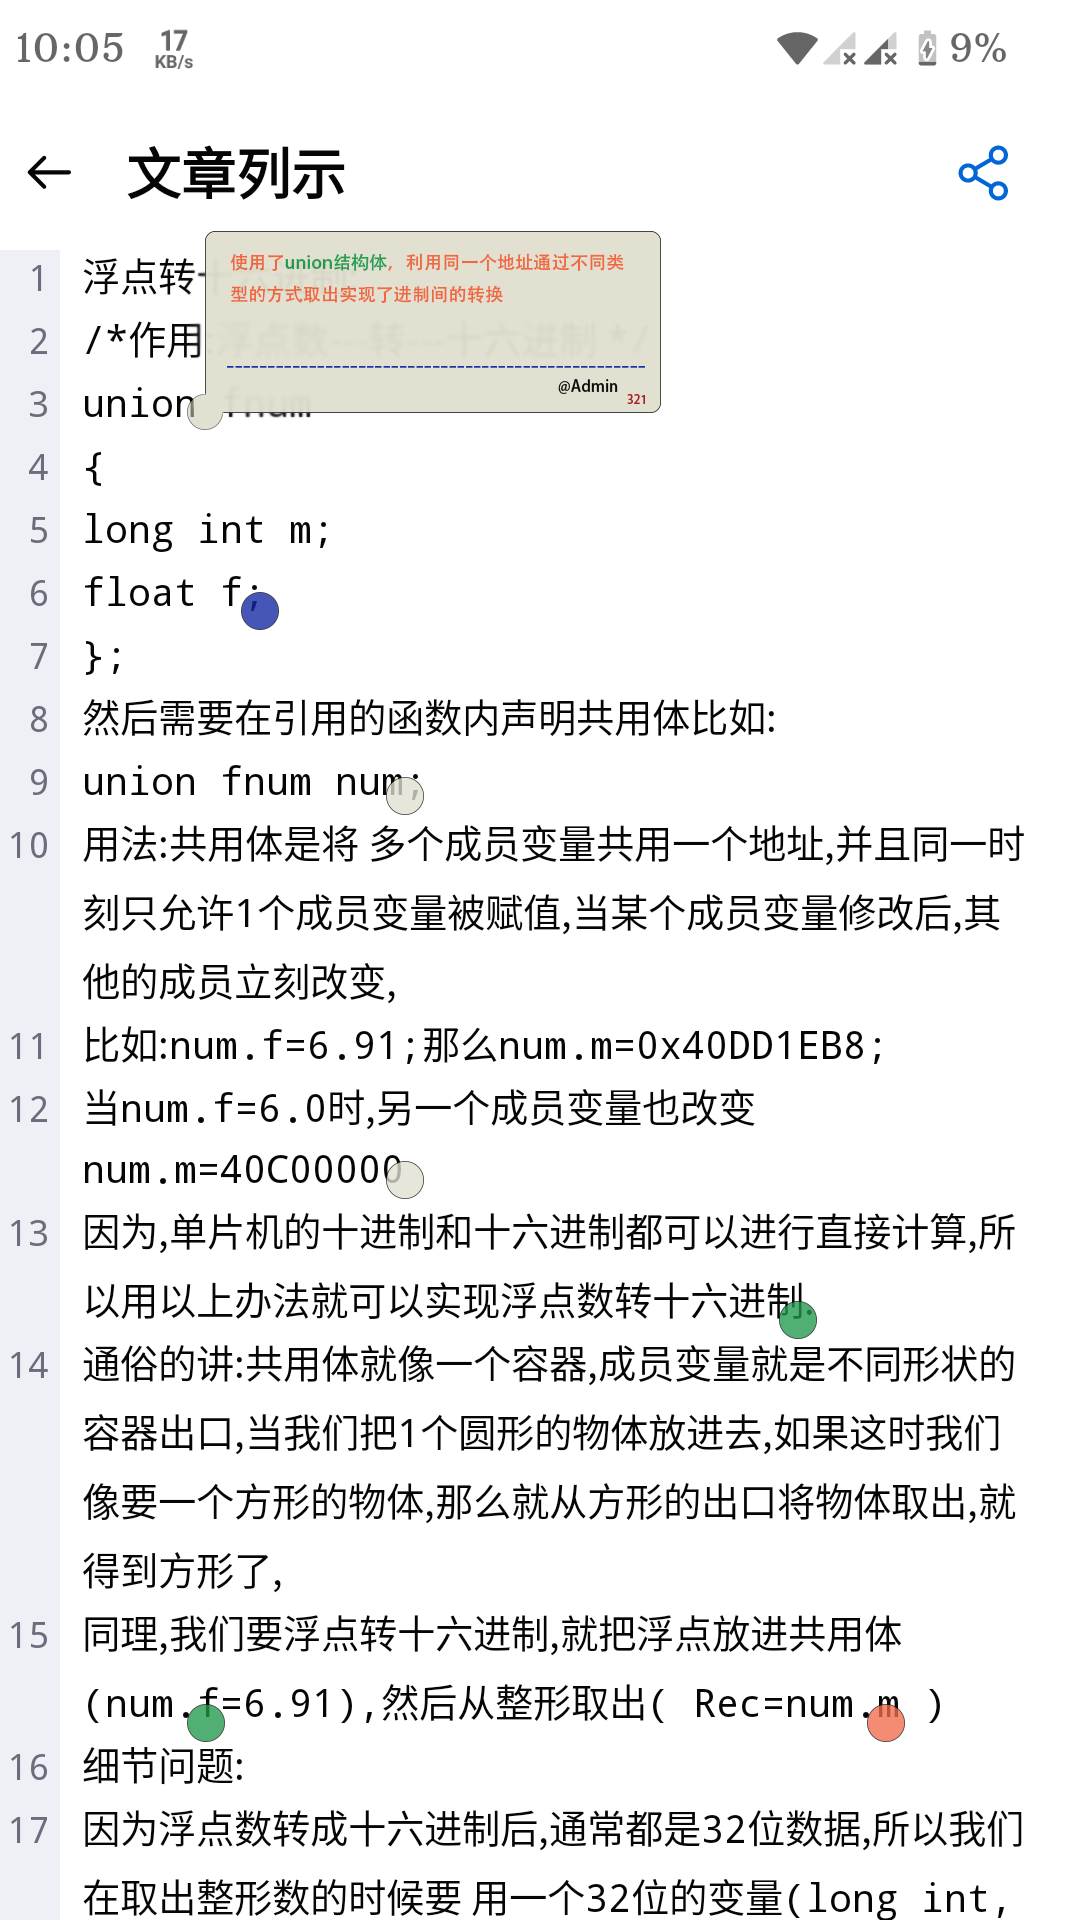 10:05 17 KB/s 9%
文章列示
使用了union结构体，利用同一个地址通过不同类
型的方式取出实现了进制间的转换
@Admin
321
1 浮点转十六进制:
2 /*作用:浮点数---转---十六进制 */
3 union fnum
4 {
5 long int m;
6 float f;
7 };
8 然后需要在引用的函数内声明共用体比如:
9 union fnum num;
10 用法:共用体是将 多个成员变量共用一个地址,并且同一时
刻只允许1个成员变量被赋值,当某个成员变量修改后,其
他的成员立刻改变,
11 比如:num.f=6.91;那么num.m=0x40DD1EB8;
12 当num.f=6.0时,另一个成员变量也改变
num.m=40C00000
13 因为,单片机的十进制和十六进制都可以进行直接计算,所
以用以上办法就可以实现浮点数转十六进制.
14 通俗的讲:共用体就像一个容器,成员变量就是不同形状的
容器出口,当我们把1个圆形的物体放进去,如果这时我们
像要一个方形的物体,那么就从方形的出口将物体取出,就
得到方形了,
15 同理,我们要浮点转十六进制,就把浮点放进共用体
(num.f=6.91),然后从整形取出( Rec=num.m )
16 细节问题:
17 因为浮点数转成十六进制后,通常都是32位数据,所以我们
在取出整形数的时候要 用一个32位的变量(long int,